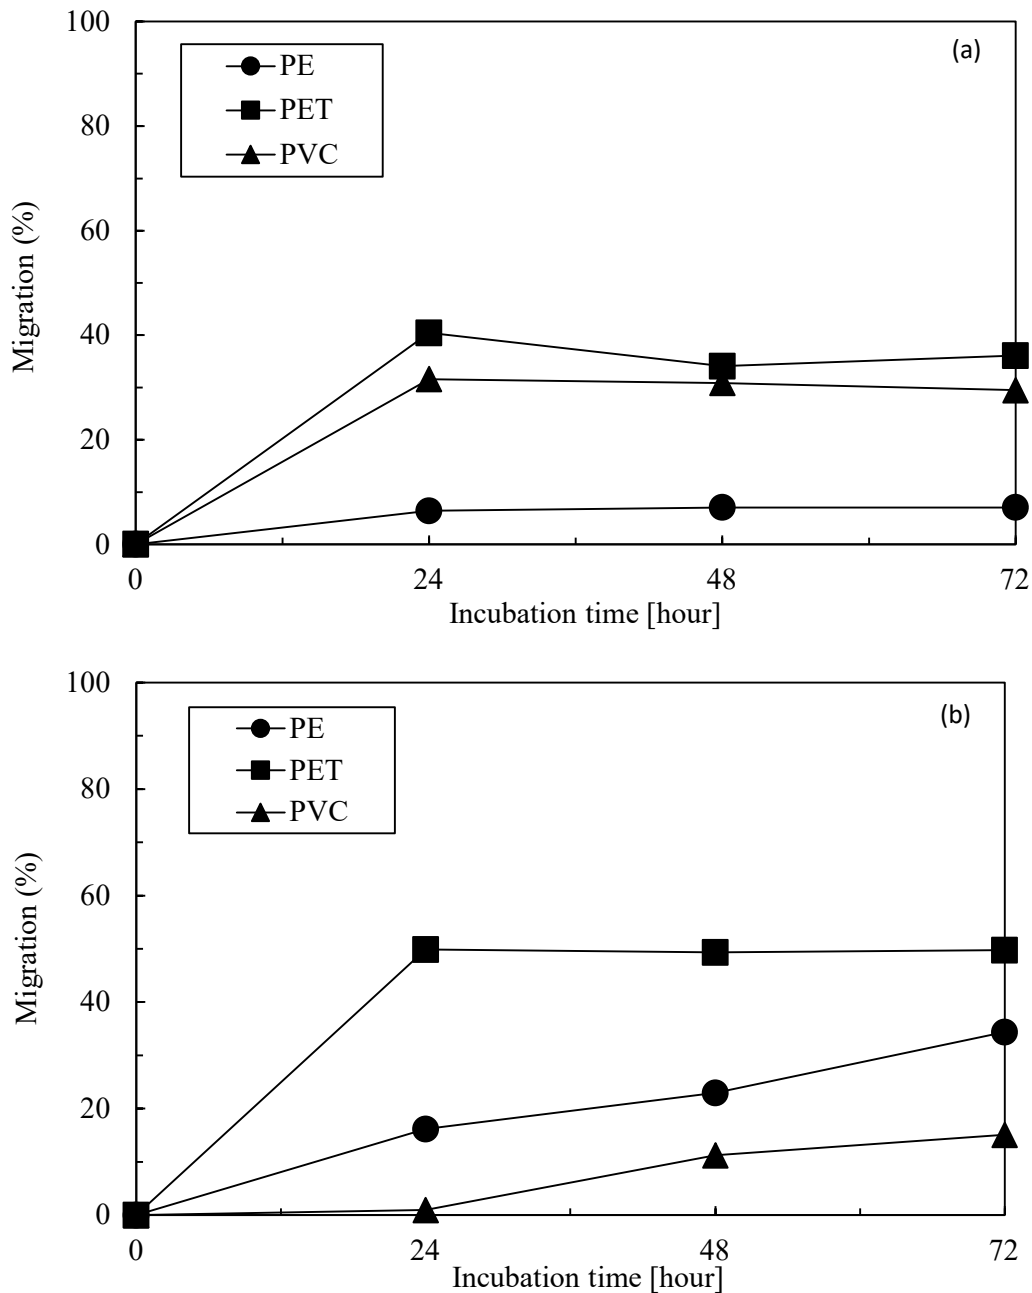 100
(a)
PE
PET
PVC
80
60
40
20
0
Migration (%)
0 24 48 72
Incubation time [hour]
100
(b)
PE
PET
PVC
80
60
40
20
0
Migration (%)
0 24 48 72
Incubation time [hour]